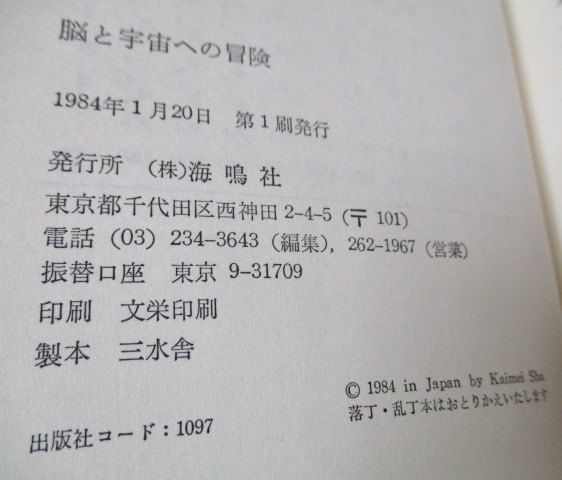 脳と宇宙への冒険
1984年1月20日　第1刷発行
発行所　(株)海鳴社
東京都千代田区西神田2-4-5 (〒101)
電話 (03) 234-3643 (編集), 262-1967 (営業)
振替口座　東京 9-31709
印刷　文栄印刷
製本　三水舎
© 1984 in Japan by Kaimei Sha
落丁・乱丁本はおとりかえいたします
出版社コード：1097